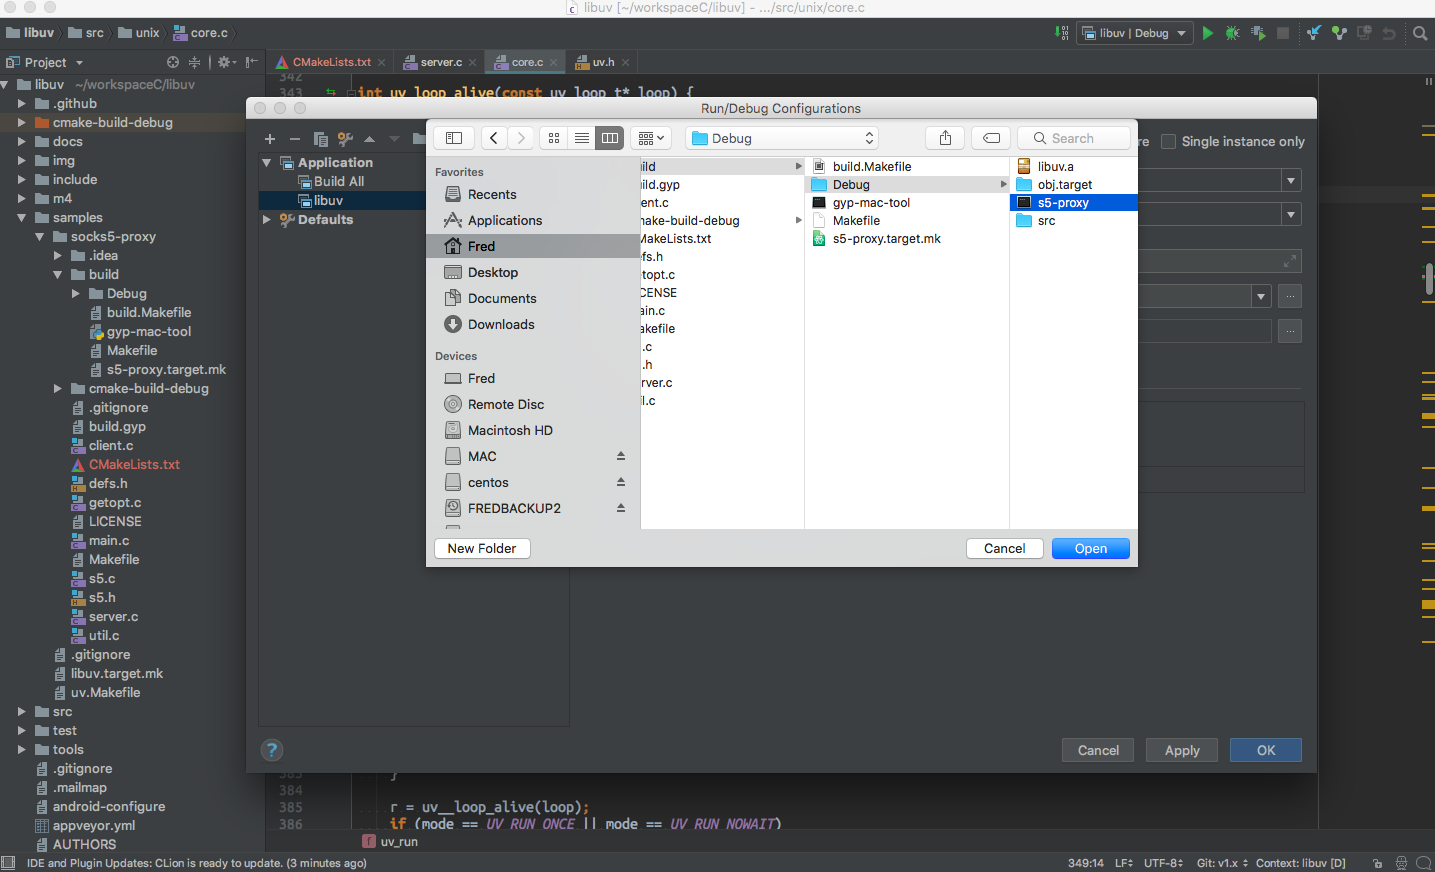 libuv [~/workspaceC/libuv] - .../src/unix/core.c
libuv
src
unix
core.c
libuv | Debug
Project
CMakeLists.txt
server.c
core.c
uv.h
libuv ~/workspaceC/libuv
.github
cmake-build-debug
docs
img
include
m4
samples
socks5-proxy
.idea
build
Debug
build.Makefile
gyp-mac-tool
Makefile
s5-proxy.target.mk
cmake-build-debug
.gitignore
build.gyp
client.c
CMakeLists.txt
defs.h
getopt.c
LICENSE
main.c
Makefile
s5.c
s5.h
server.c
util.c
.gitignore
libuv.target.mk
uv.Makefile
src
test
tools
.gitignore
.mailmap
android-configure
appveyor.yml
AUTHORS
342
343 int uv_loop_alive(const uv_loop_t* loop) {
Run/Debug Configurations
Application
Build All
libuv
Defaults
re
Single instance only
Debug
Search
Favorites
Recents
Applications
Fred
Desktop
Documents
Downloads
Devices
Fred
Remote Disc
Macintosh HD
MAC
centos
FREDBACKUP2
ild
ild.gyp
ent.c
nake-build-debug
MakeLists.txt
efs.h
topt.c
CENSE
ain.c
akefile
.c
.h
rver.c
il.c
build.Makefile
Debug
gyp-mac-tool
Makefile
s5-proxy.target.mk
libuv.a
obj.target
s5-proxy
src
New Folder
Cancel
Open
?
Cancel
Apply
OK
383 }
384
385 r = uv__loop_alive(loop);
386 if (mode == UV_RUN_ONCE || mode == UV_RUN_NOWAIT)
f uv_run
IDE and Plugin Updates: CLion is ready to update. (3 minutes ago)
349:14 LF UTF-8 Git: v1.x Context: libuv [D]